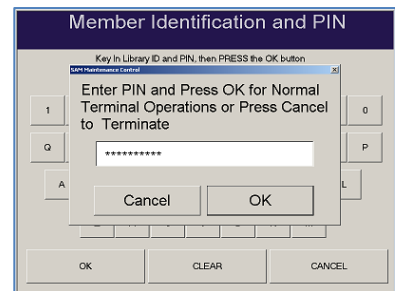 Member Identification and PIN
Key In Library ID and PIN, then PRESS the OK button
SAM Maintenance Control
Enter PIN and Press OK for Normal
Terminal Operations or Press Cancel
to Terminate
1
0
Q
P
**********
A
L
Cancel
OK
OK
CLEAR
CANCEL